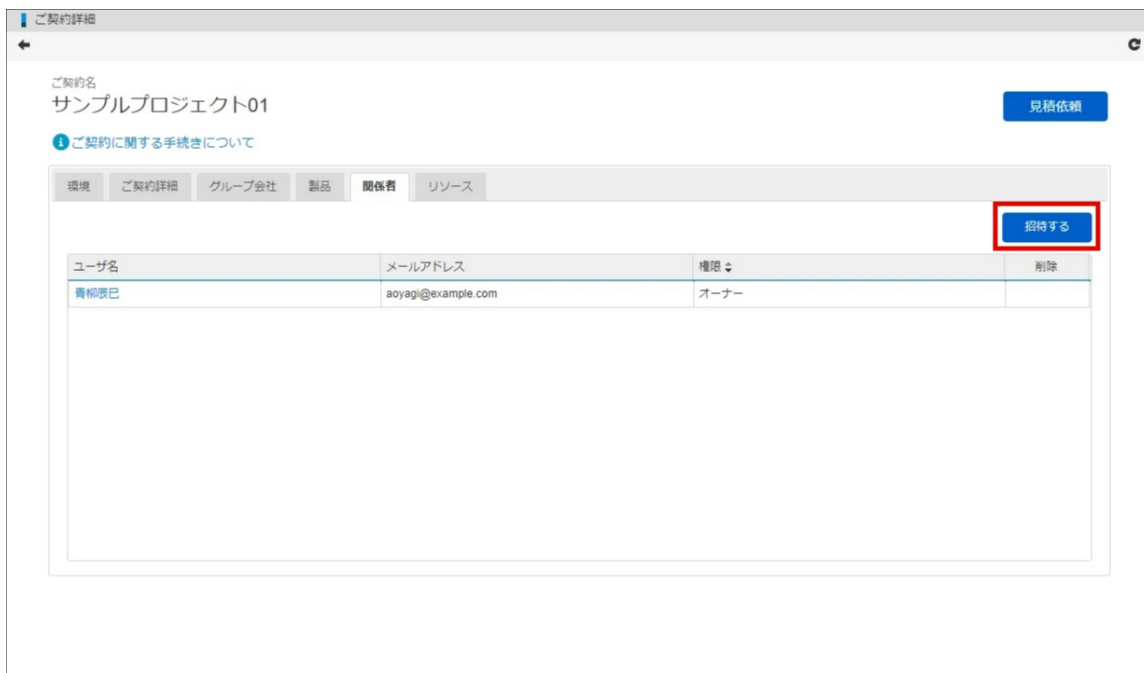 ご契約詳細
ご契約名
サンプルプロジェクト01
見積依頼
ご契約に関する手続きについて
環境 ご契約詳細 グループ会社 製品 関係者 リソース
招待する
ユーザ名 メールアドレス 権限 削除
青柳辰巳 aoyagi@example.com オーナー